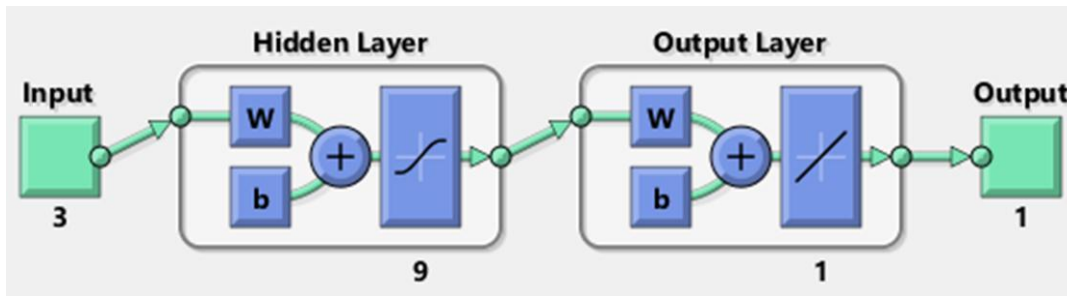 Hidden Layer
Output Layer
Input
Output
W
W
+
+
b
b
3
1
9
1